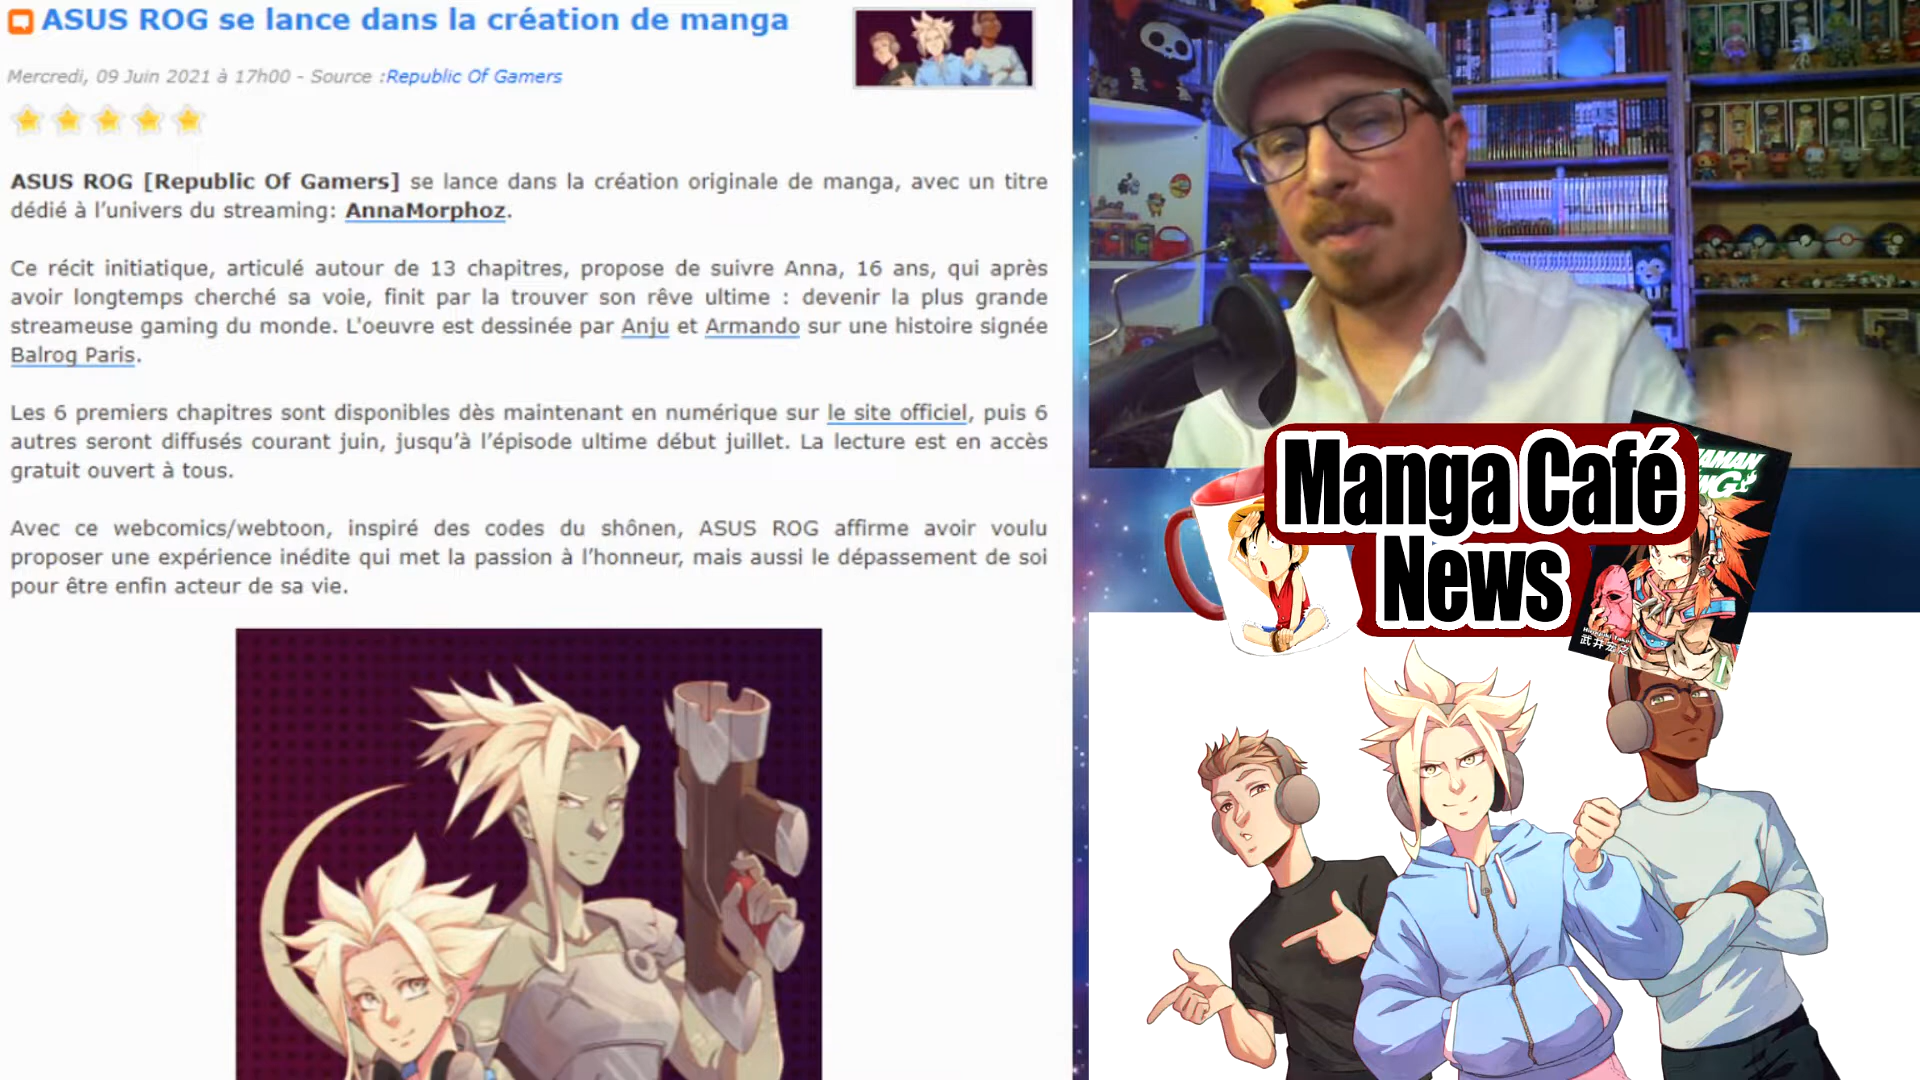 ASUS ROG se lance dans la création de manga
Mercredi, 09 Juin 2021 à 17h00 - Source :Republic Of Gamers
ASUS ROG [Republic Of Gamers] se lance dans la création originale de manga, avec un titre
dédié à l’univers du streaming: AnnaMorphoz.
Ce récit initiatique, articulé autour de 13 chapitres, propose de suivre Anna, 16 ans, qui après
avoir longtemps cherché sa voie, finit par la trouver son rêve ultime : devenir la plus grande
streameuse gaming du monde. L'oeuvre est dessinée par Anju et Armando sur une histoire signée
Balrog Paris.
Les 6 premiers chapitres sont disponibles dès maintenant en numérique sur le site officiel, puis 6
autres seront diffusés courant juin, jusqu’à l’épisode ultime début juillet. La lecture est en accès
gratuit ouvert à tous.
Avec ce webcomics/webtoon, inspiré des codes du shônen, ASUS ROG affirme avoir voulu
proposer une expérience inédite qui met la passion à l’honneur, mais aussi le dépassement de soi
pour être enfin acteur de sa vie.
Manga Café
News
武井宏之